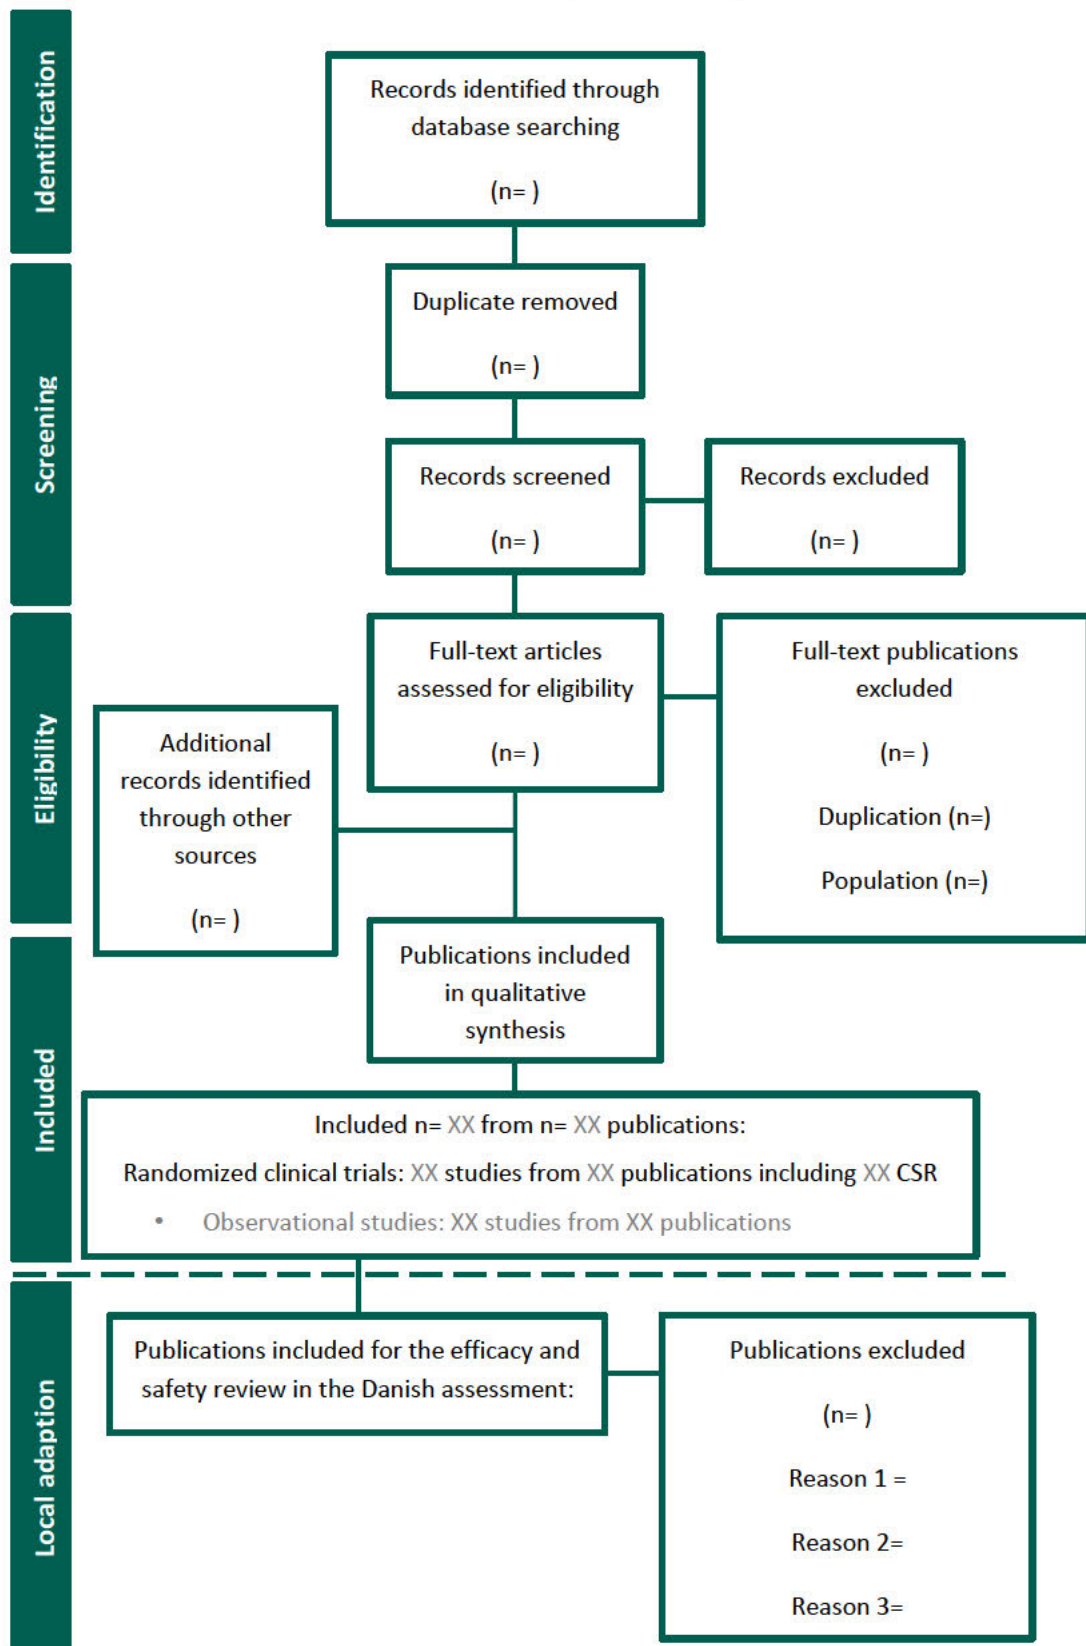 Identification
Records identified through
database searching
(n= )
Screening
Duplicate removed
(n= )
Records screened
(n= )
Records excluded
(n= )
Eligibility
Full-text articles
assessed for eligibility
(n= )
Full-text publications
excluded
(n= )
Duplication (n=)
Population (n=)
Additional
records identified
through other
sources
(n= )
Included
Publications included
in qualitative
synthesis
Included n= XX from n= XX publications:
Randomized clinical trials: XX studies from XX publications including XX CSR
• Observational studies: XX studies from XX publications
Local adaption
Publications included for the efficacy and
safety review in the Danish assessment:
Publications excluded
(n= )
Reason 1 =
Reason 2=
Reason 3=